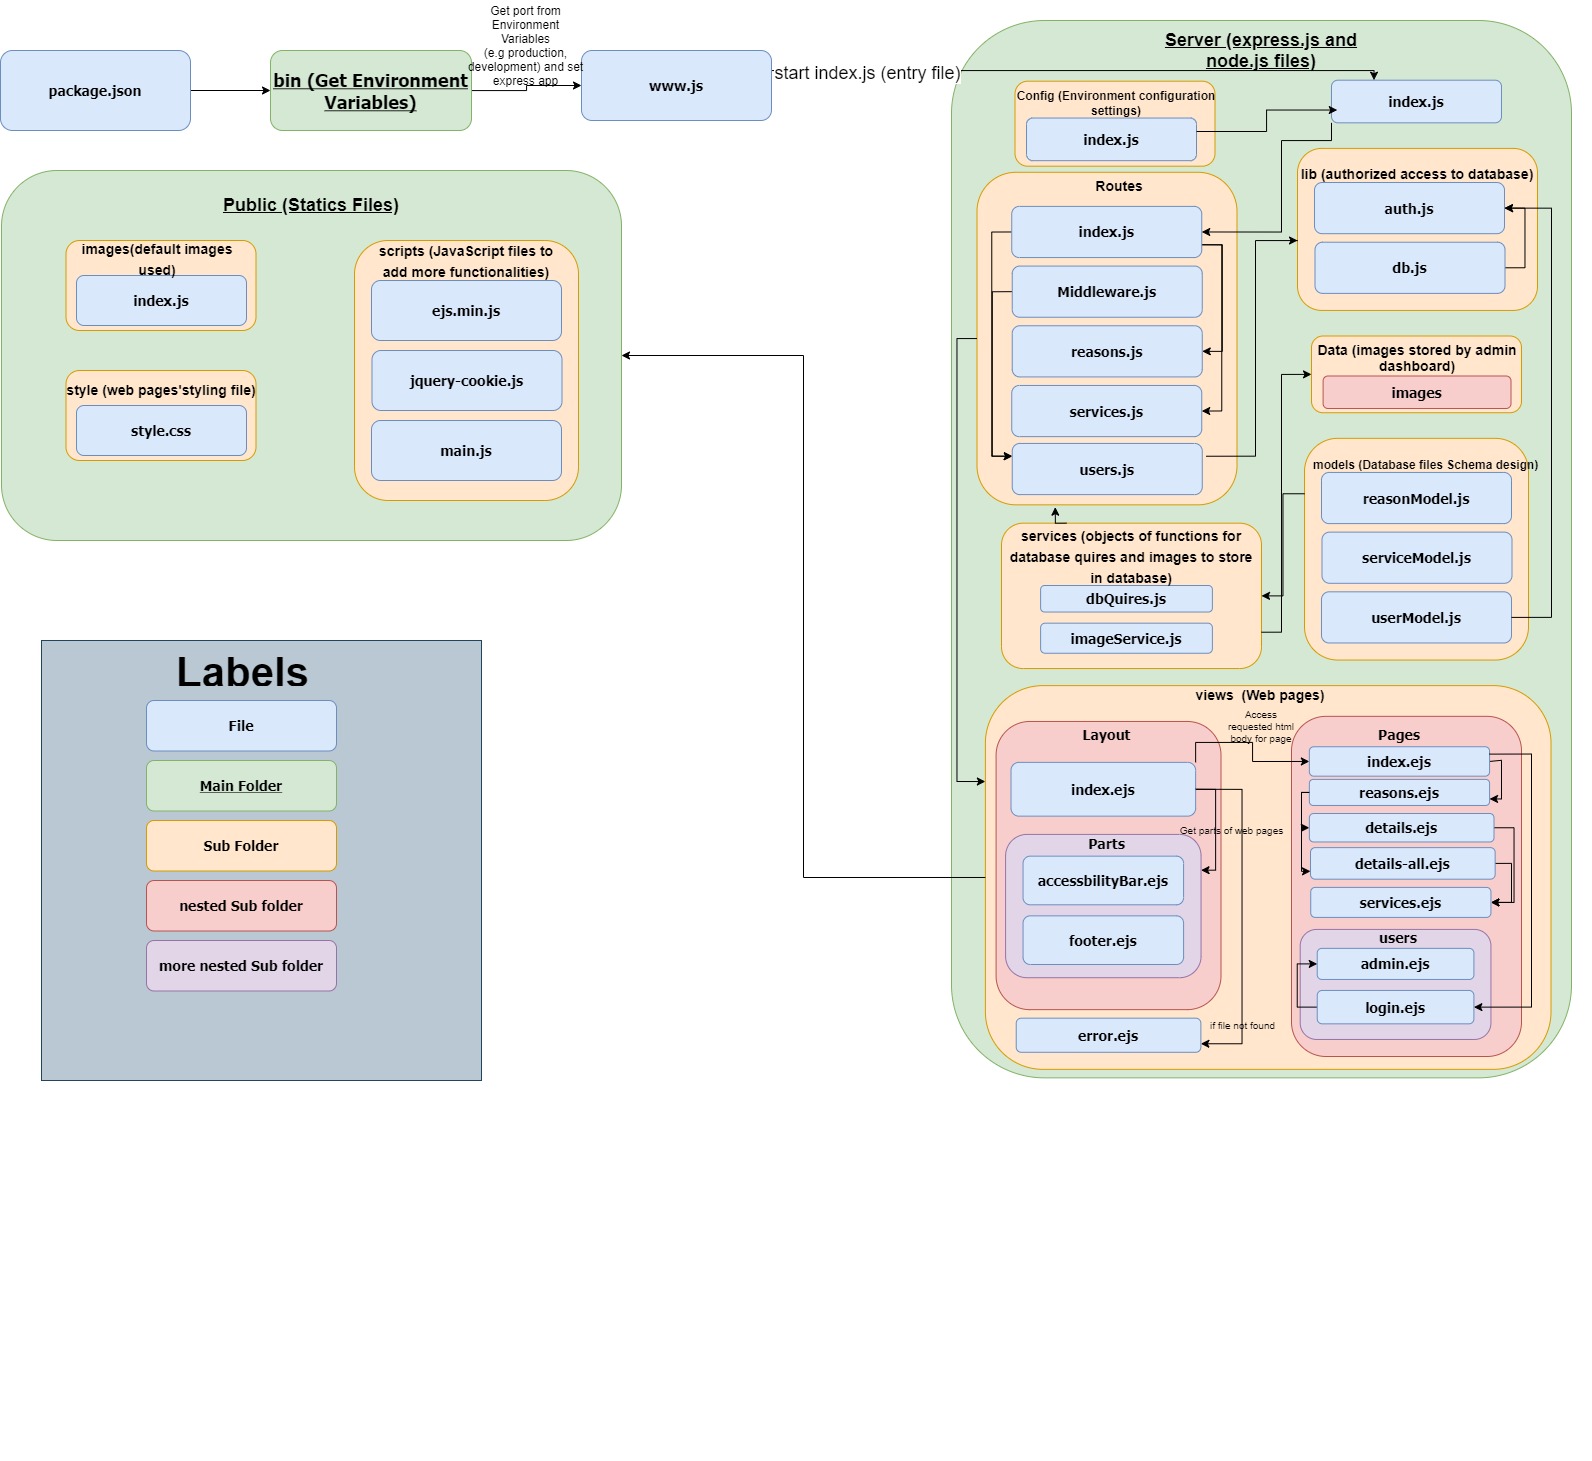 Get port from
Environment
Variables
(e.g production,
development) and set
express app
package.json
bin (Get Environment
Variables)
www.js
start index.js (entry file)
Server (express.js and
node.js files)
Config (Environment configuration
settings)
index.js
index.js
Routes
index.js
Middleware.js
reasons.js
services.js
users.js
lib (authorized access to database)
auth.js
db.js
Data (images stored by admin
dashboard)
images
models (Database files Schema design)
reasonModel.js
serviceModel.js
userModel.js
services (objects of functions for
database quires and images to store
in database)
dbQuires.js
imageService.js
views (Web pages)
Layout
index.ejs
Parts
accessbilityBar.ejs
footer.ejs
error.ejs
Access
requested html
body for page
Get parts of web pages
if file not found
Pages
index.ejs
reasons.ejs
details.ejs
details-all.ejs
services.ejs
users
admin.ejs
login.ejs
Public (Statics Files)
images(default images
used)
index.js
style (web pages'styling file)
style.css
scripts (JavaScript files to
add more functionalities)
ejs.min.js
jquery-cookie.js
main.js
Labels
File
Main Folder
Sub Folder
nested Sub folder
more nested Sub folder